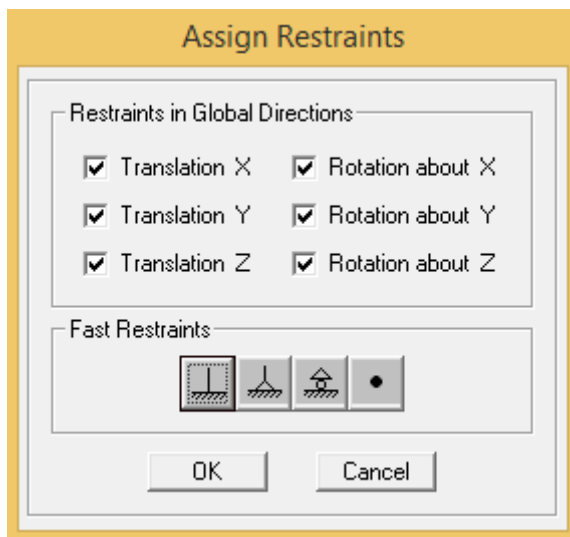 Assign Restraints
Restraints in Global Directions
Translation X Rotation about X
Translation Y Rotation about Y
Translation Z Rotation about Z
Fast Restraints
OK Cancel